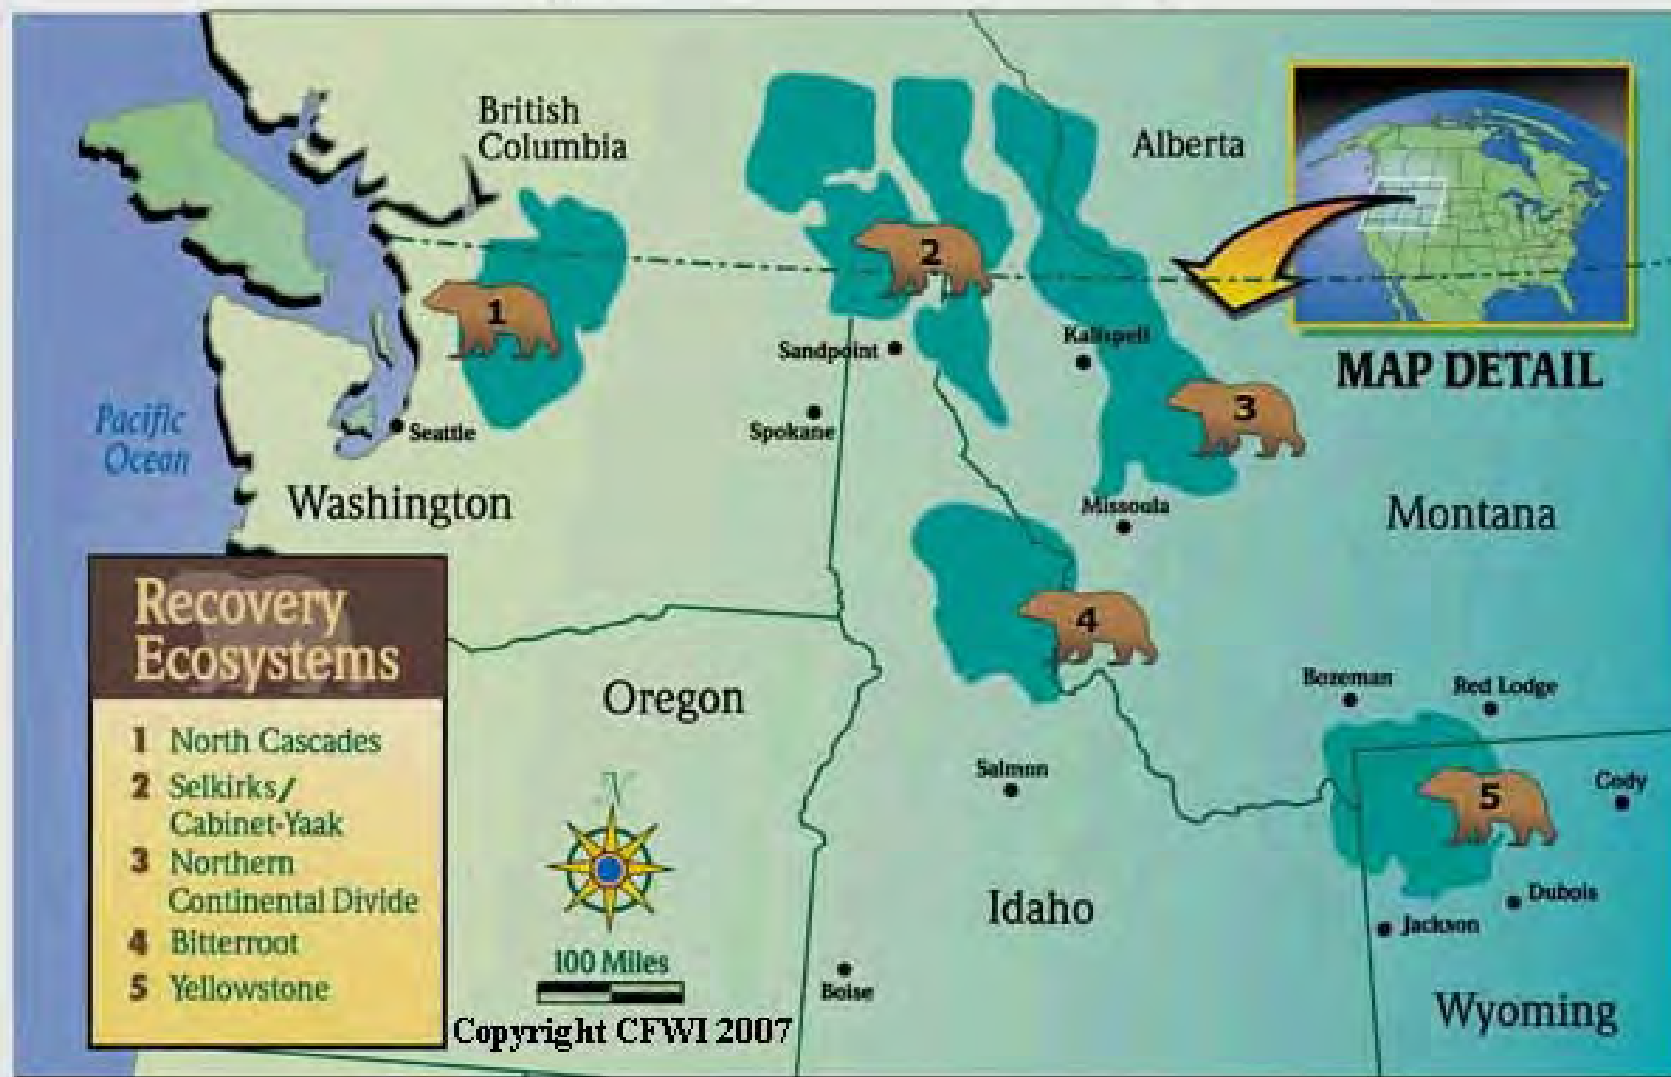 British
Columbia
Alberta
1
2
3
4
5
Sandpoint
Kalispell
MAP DETAIL
Pacific
Ocean
Seattle
Spokane
Washington
Missoula
Montana
Recovery
Ecosystems
1 North Cascades
2 Selkirks/
Cabinet-Yaak
3 Northern
Continental Divide
4 Bitterroot
5 Yellowstone
Oregon
Bozeman
Red Lodge
Salmon
Cody
N
Idaho
Dubois
Jackson
100 Miles
Boise
Wyoming
Copyright CFWI 2007